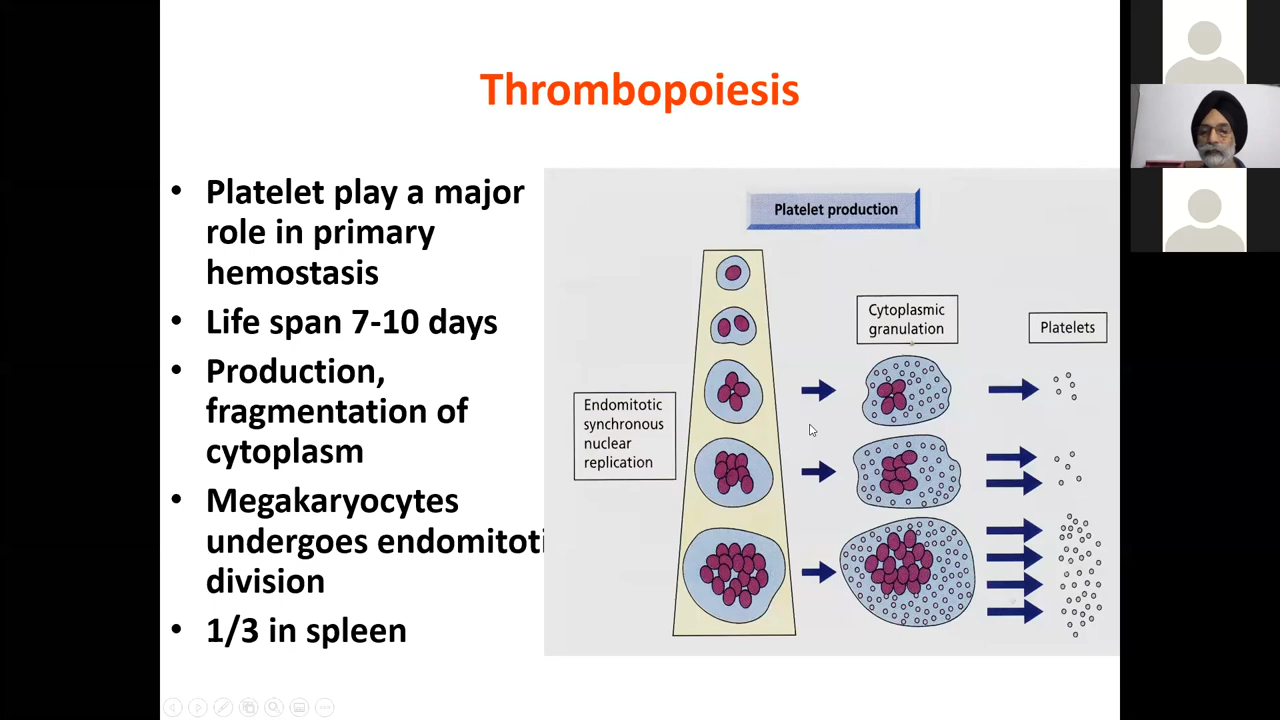 Thrombopoiesis
• Platelet play a major
role in primary
hemostasis
• Life span 7-10 days
• Production,
fragmentation of
cytoplasm
• Megakaryocytes
undergoes endomitoti
division
• 1/3 in spleen
Platelet production
Cytoplasmic
granulation
Platelets
Endomitotic
synchronous
nuclear
replication